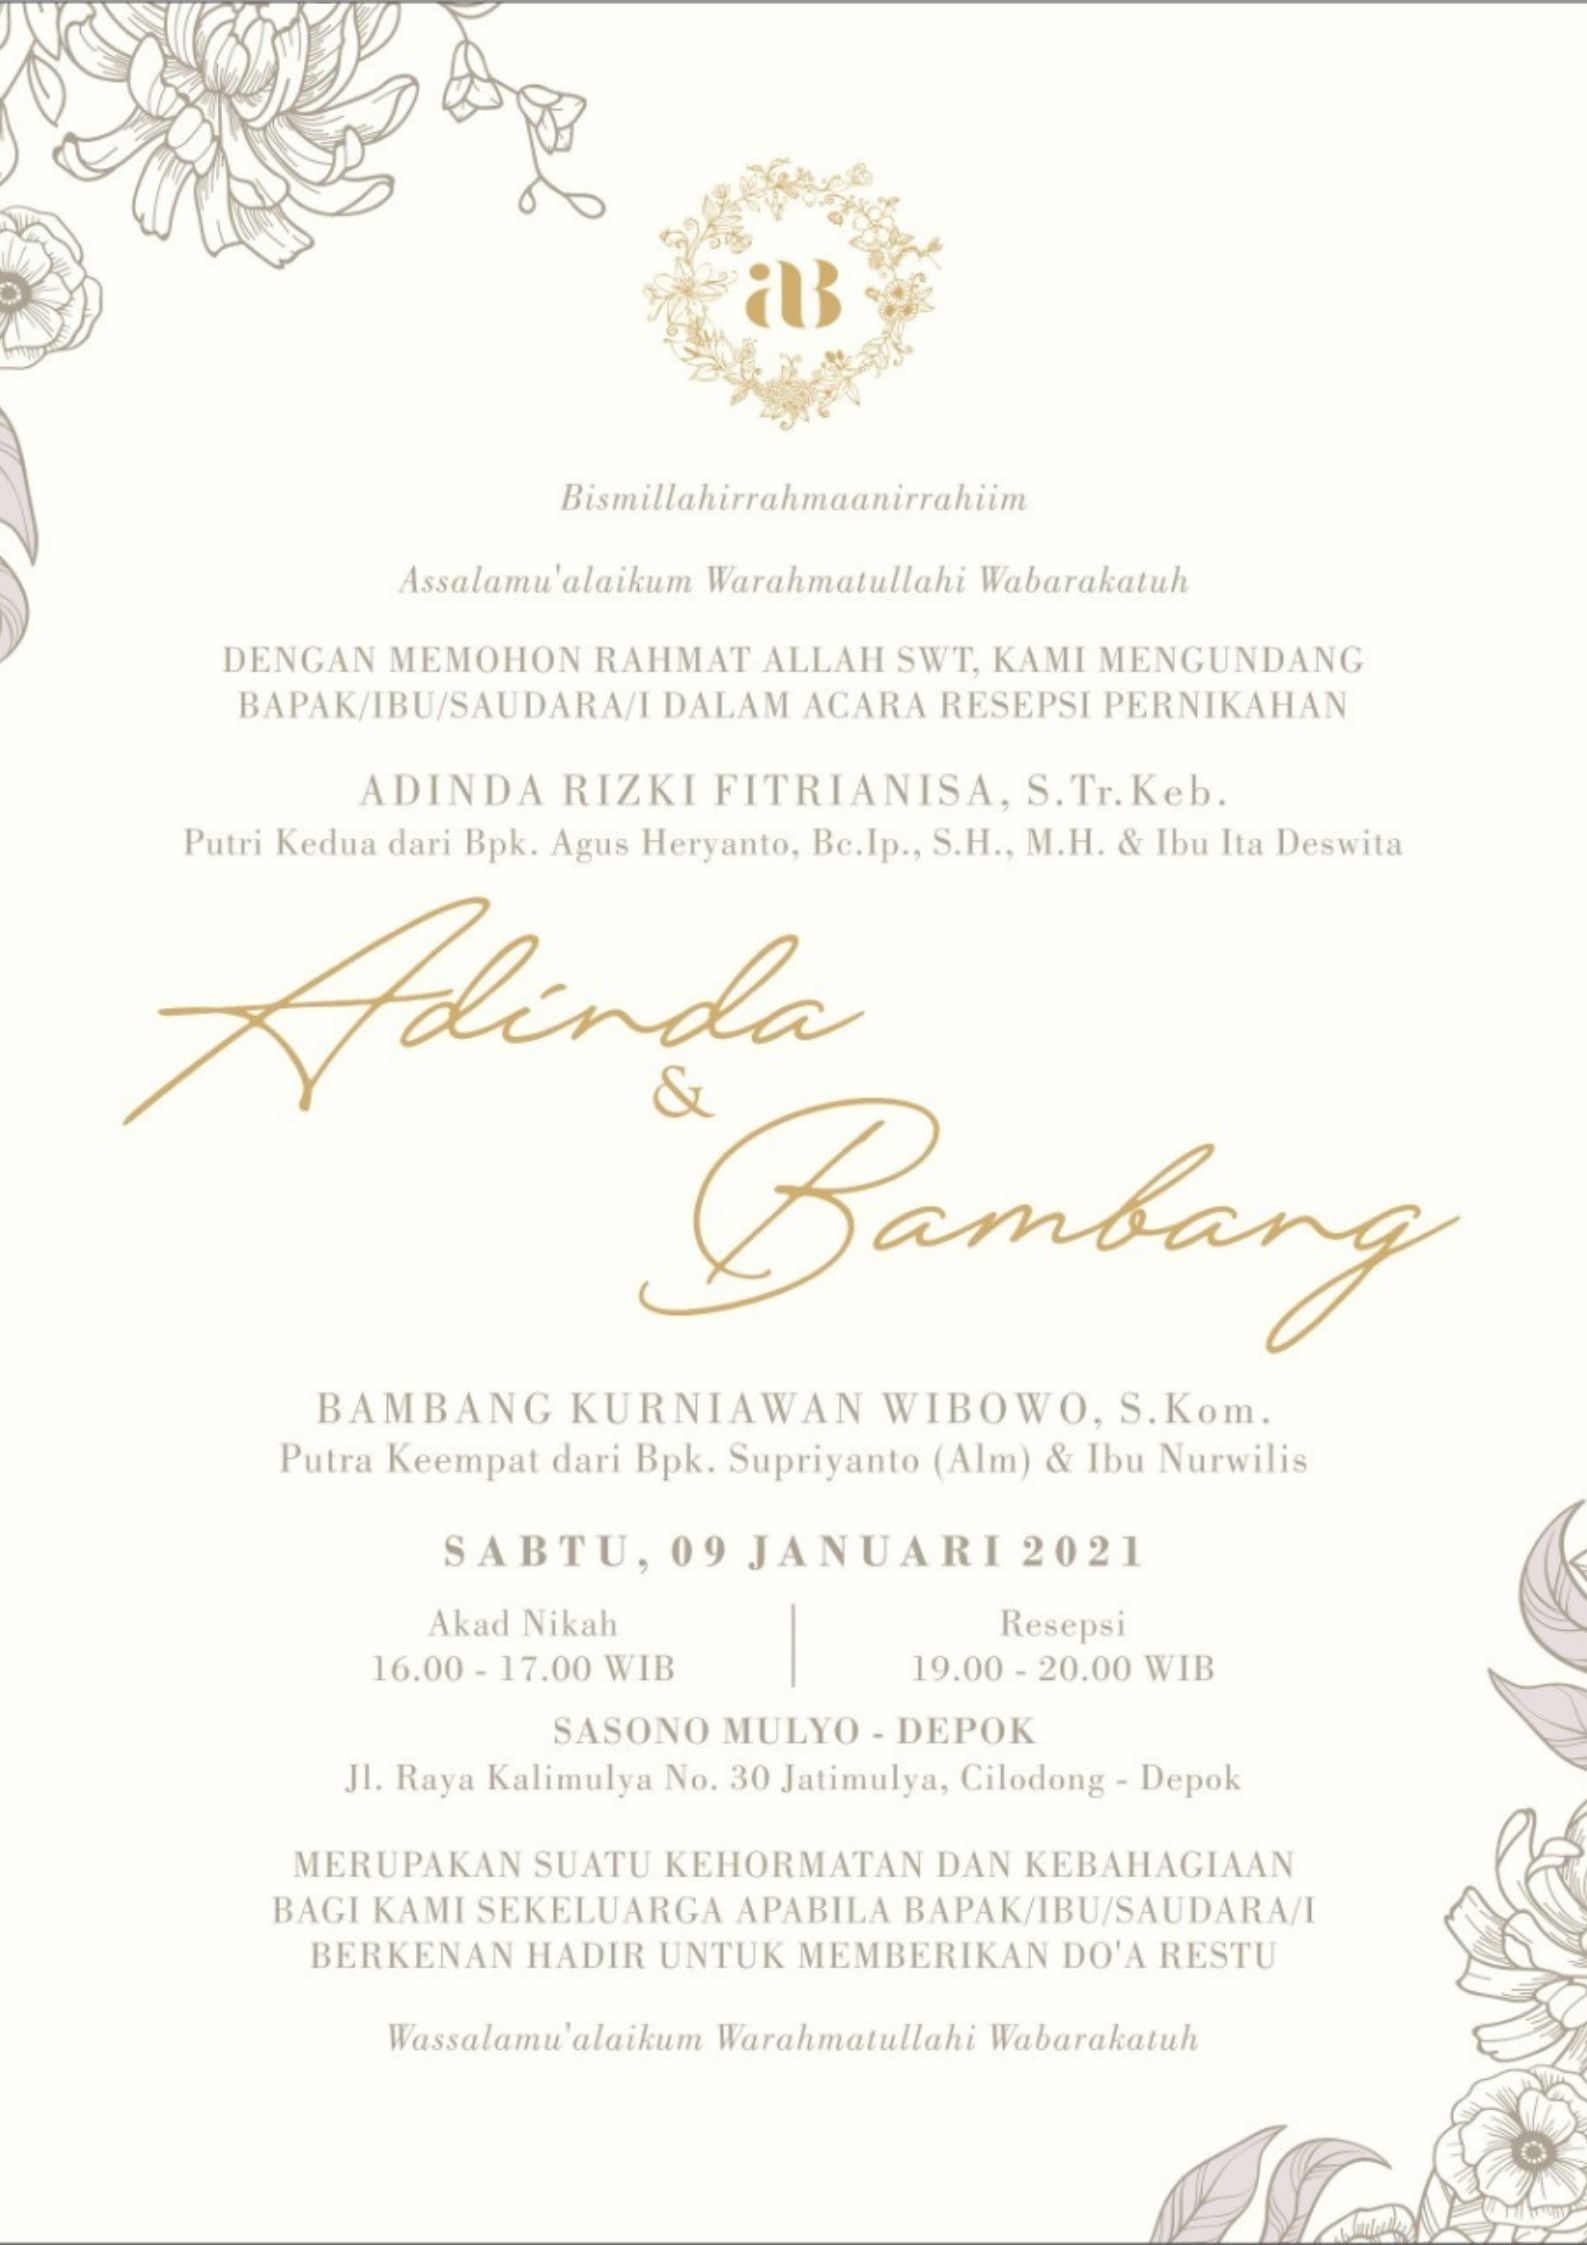 aB
Bismillahirrahmaanirrahiim
Assalamu'alaikum Warahmatullahi Wabarakatuh
DENGAN MEMOHON RAHMAT ALLAH SWT, KAMI MENGUNDANG
BAPAK/IBU/SAUDARA/I DALAM ACARA RESEPSI PERNIKAHAN
ADINDA RIZKI FITRIANISA, S.Tr.Keb.
Putri Kedua dari Bpk. Agus Heryanto, Bc.Ip., S.H., M.H. & Ibu Ita Deswita
Adinda
&
Bambang
BAMBANG KURNIAWAN WIBOWO, S.Kom.
Putra Keempat dari Bpk. Supriyanto (Alm) & Ibu Nurwilis
SABTU, 09 JANUARI 2021
Akad Nikah
16.00 - 17.00 WIB
Resepsi
19.00 - 20.00 WIB
SASONO MULYO - DEPOK
Jl. Raya Kalimulya No. 30 Jatimulya, Cilodong - Depok
MERUPAKAN SUATU KEHORMATAN DAN KEBAHAGIAAN
BAGI KAMI SEKELUARGA APABILA BAPAK/IBU/SAUDARA/I
BERKENAN HADIR UNTUK MEMBERIKAN DO'A RESTU
Wassalamu'alaikum Warahmatullahi Wabarakatuh